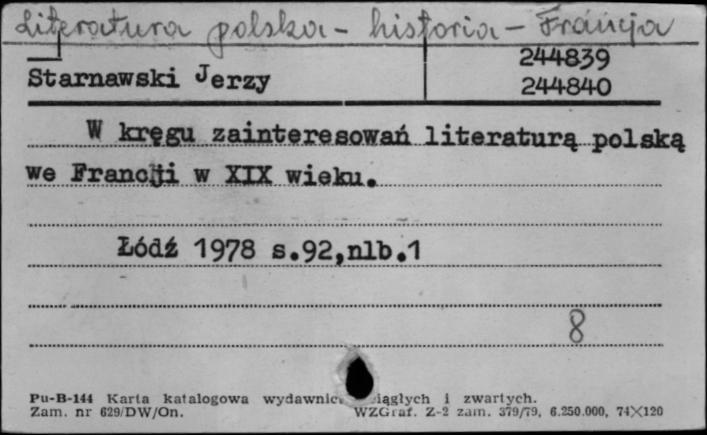 Literatura polska - historia - Francja
Starnawski Jerzy
244839
244840
W kręgu zainteresowań literaturą polską
we Francji w XIX wieku.
Łódź 1978 s.92,nlb.1
8
Pu-B-144 Karta katalogowa iągłych i zwartych.
Zam. nr 629/DW/On. WZGraf. Z-2 zam. 379/79, 6.250.000, 74×120